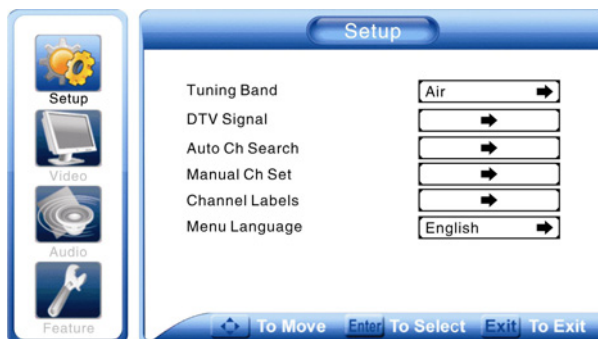 Setup
Video
Audio
Feature
Setup
Tuning Band Air
DTV Signal
Auto Ch Search
Manual Ch Set
Channel Labels
Menu Language English
To Move Enter To Select Exit To Exit